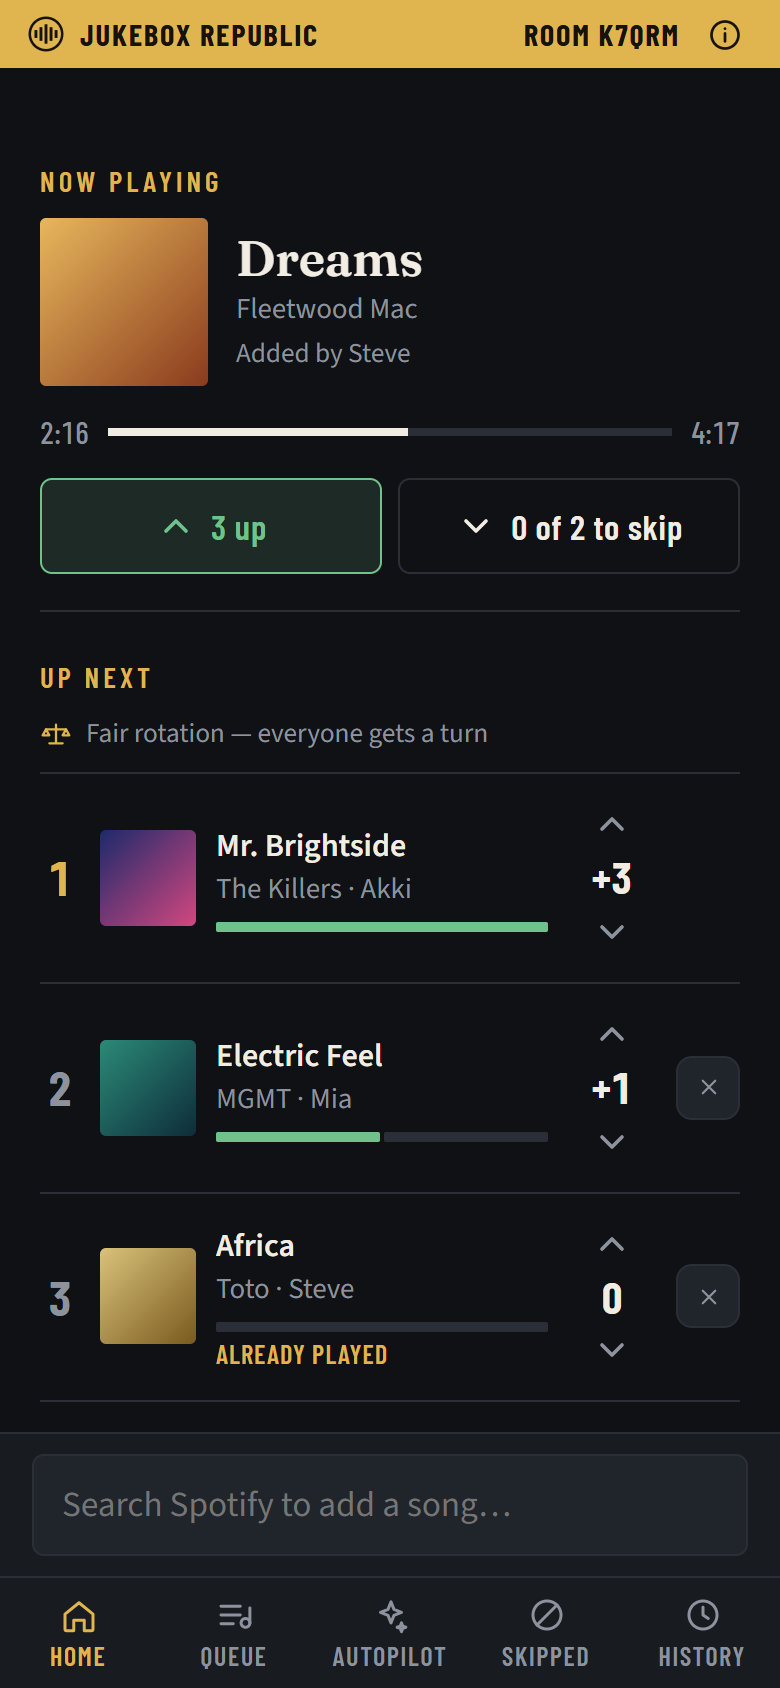 JUKEBOX REPUBLIC
ROOM K7QRM
NOW PLAYING
Dreams
Fleetwood Mac
Added by Steve
2:16
4:17
3 up
0 of 2 to skip
UP NEXT
Fair rotation — everyone gets a turn
1
Mr. Brightside
The Killers · Akki
+3
2
Electric Feel
MGMT · Mia
+1
3
Africa
Toto · Steve
0
ALREADY PLAYED
Search Spotify to add a song…
HOME
QUEUE
AUTOPILOT
SKIPPED
HISTORY